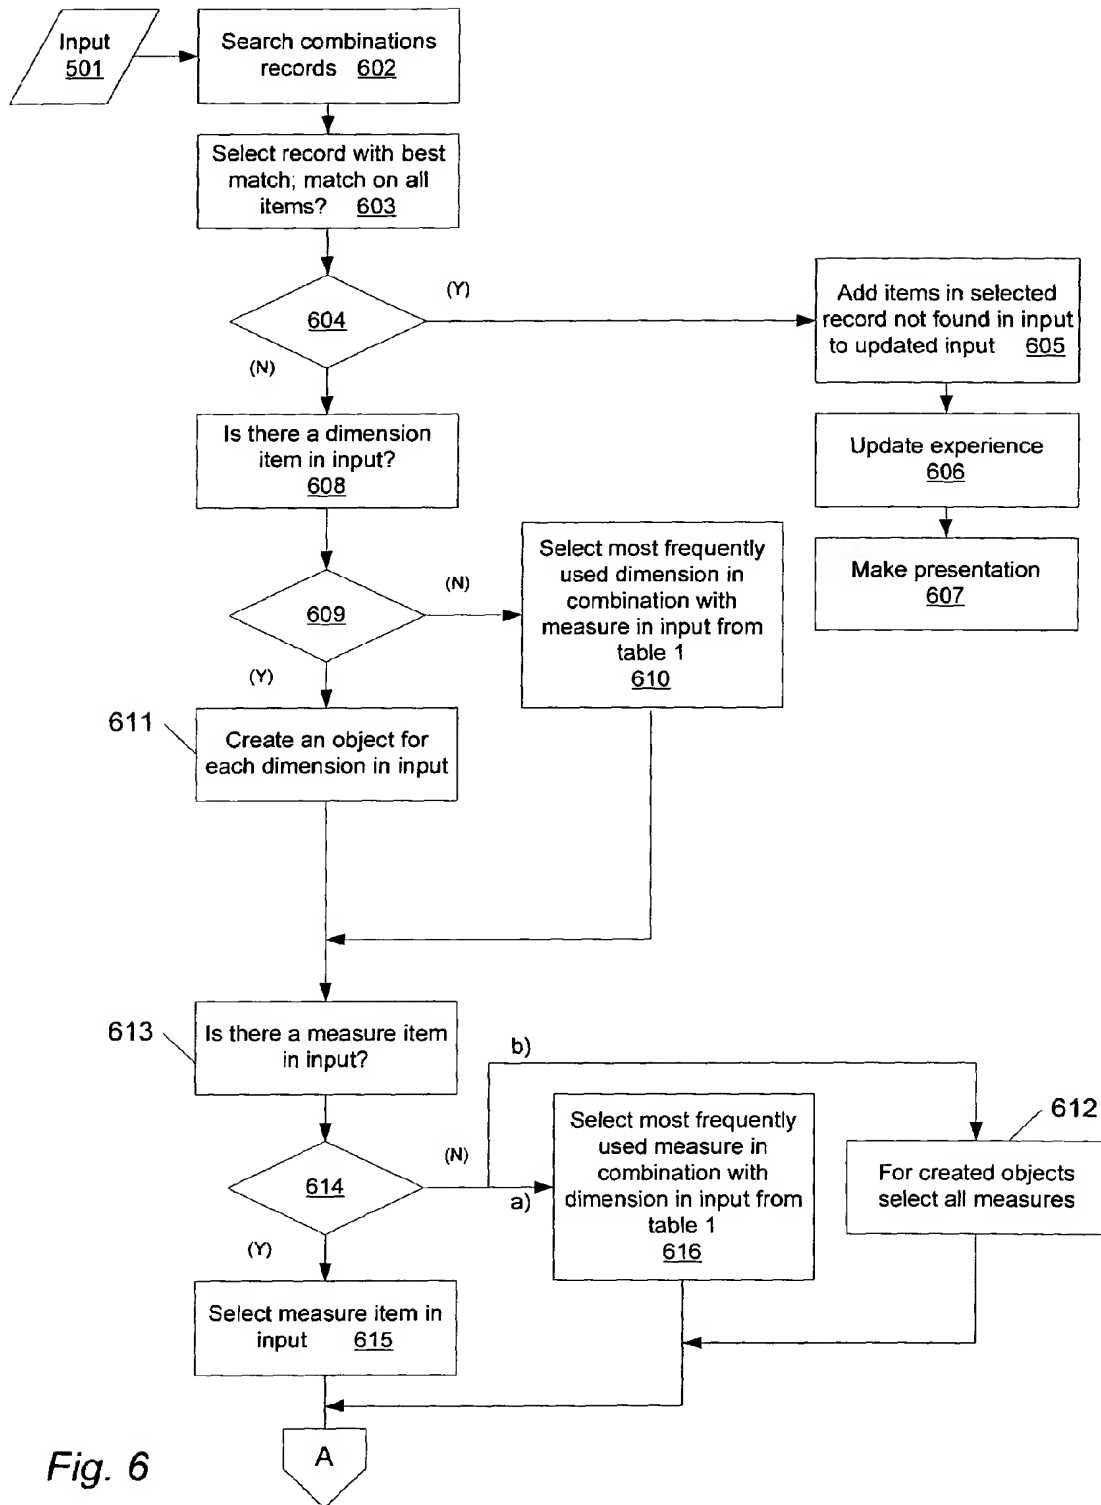 Input
501
Search combinations
records 602
Select record with best
match; match on all
items? 603
604
(Y)
(N)
Add items in selected
record not found in input
to updated input 605
Update experience
606
Make presentation
607
Is there a dimension
item in input?
608
609
(N)
(Y)
Select most frequently
used dimension in
combination with
measure in input from
table 1
610
611
Create an object for
each dimension in input
613
Is there a measure item
in input?
614
(N)
(Y)
b)
a)
Select most frequently
used measure in
combination with
dimension in input from
table 1
616
612
For created objects
select all measures
Select measure item in
input 615
A
Fig. 6